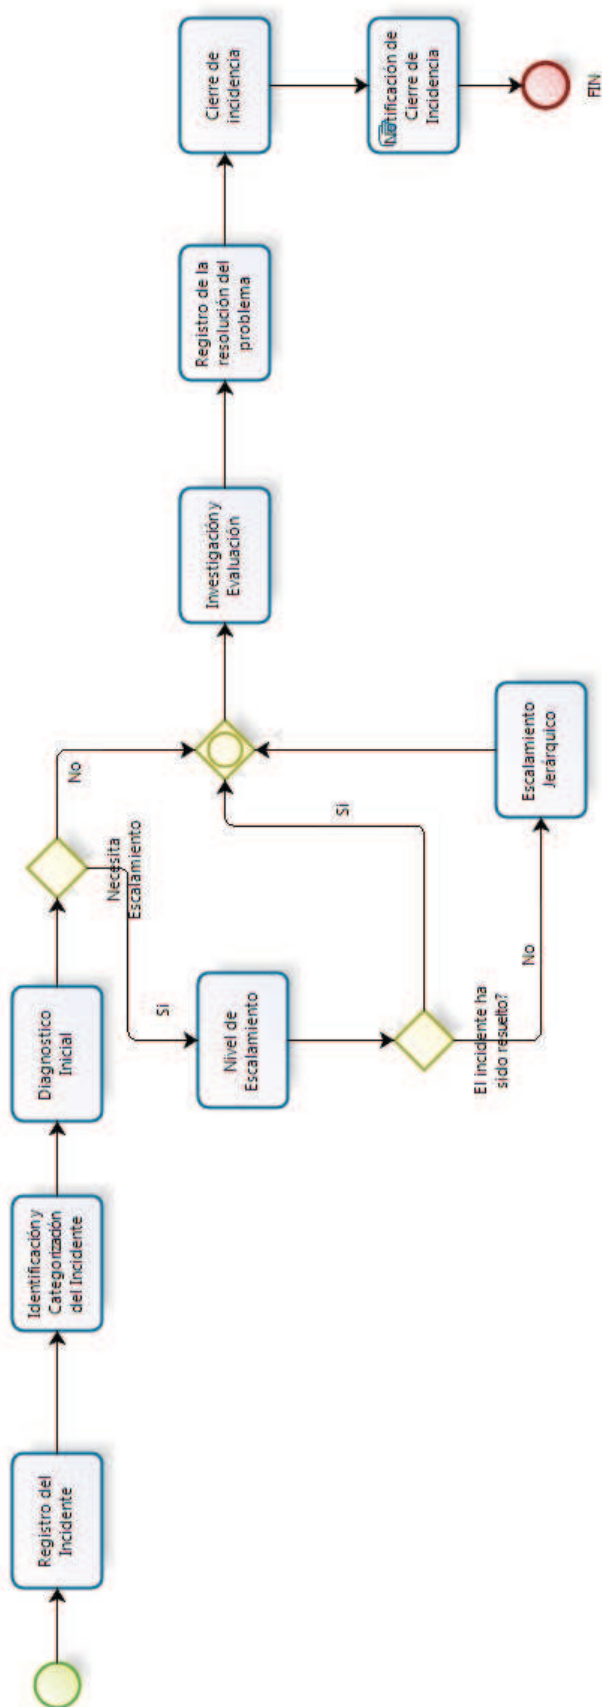 Registro del
Incidente
Identificación y
Categorización
del Incidente
Diagnostico
Inicial
Necesita
Escalamiento
No
Si
Nivel de
Escalamiento
El incidente ha
sido resuelto?
Si
No
Escalamiento
Jerárquico
Investigación y
Evaluación
Registro de la
resolución del
problema
Cierre de
incidencia
Notificación de
Cierre de
Incidencia
FIN